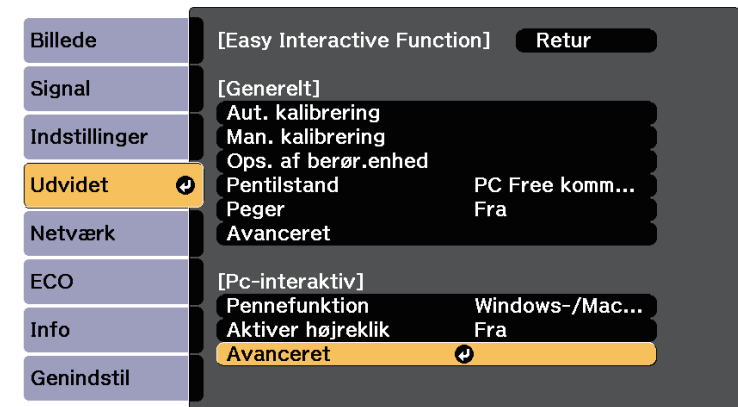 Billede
Signal
Indstillinger
Udvidet
Netværk
ECO
Info
Genindstil
[Easy Interactive Function] Retur
[Generelt]
Aut. kalibrering
Man. kalibrering
Ops. af berør.enhed
Pentilstand PC Free komm...
Peger Fra
Avanceret
[Pc-interaktiv]
Pennefunktion Windows-/Mac...
Aktiver højreklik Fra
Avanceret